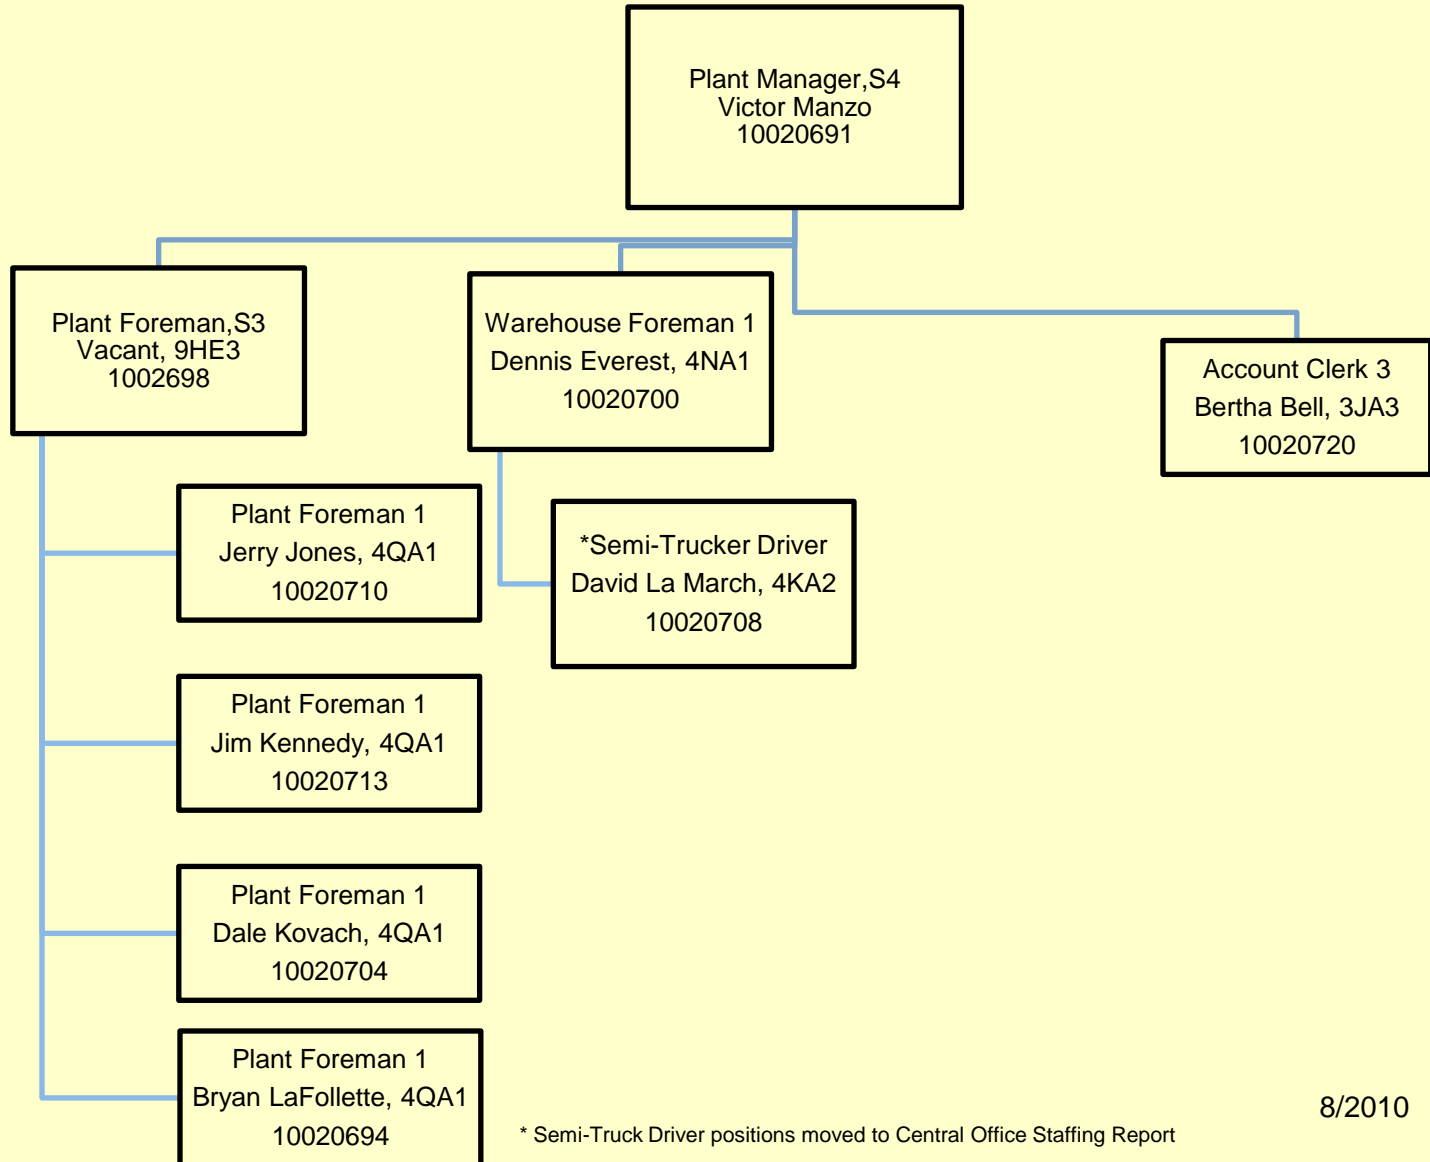 Plant Manager,S4
Victor Manzo
10020691
Plant Foreman,S3
Vacant, 9HE3
1002698
Warehouse Foreman 1
Dennis Everest, 4NA1
10020700
Account Clerk 3
Bertha Bell, 3JA3
10020720
Plant Foreman 1
Jerry Jones, 4QA1
10020710
*Semi-Trucker Driver
David La March, 4KA2
10020708
Plant Foreman 1
Jim Kennedy, 4QA1
10020713
Plant Foreman 1
Dale Kovach, 4QA1
10020704
Plant Foreman 1
Bryan LaFollette, 4QA1
10020694
* Semi-Truck Driver positions moved to Central Office Staffing Report
8/2010